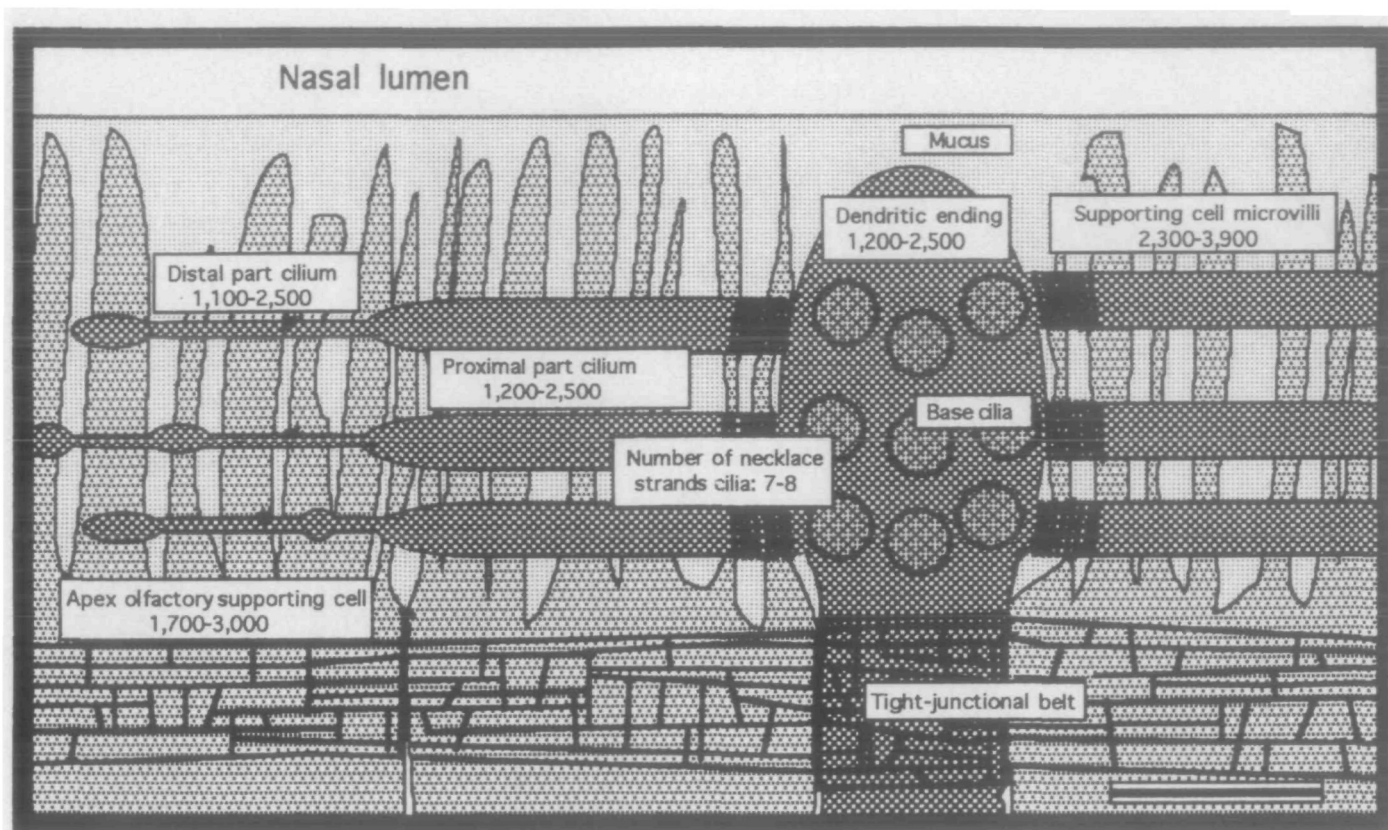 Nasal lumen
Mucus
Dendritic ending
1,200-2,500
Supporting cell microvilli
2,300-3,900
Distal part cilium
1,100-2,500
Proximal part cilium
1,200-2,500
Base cilia
Number of necklace
strands cilia: 7-8
Apex olfactory supporting cell
1,700-3,000
Tight-junctional belt